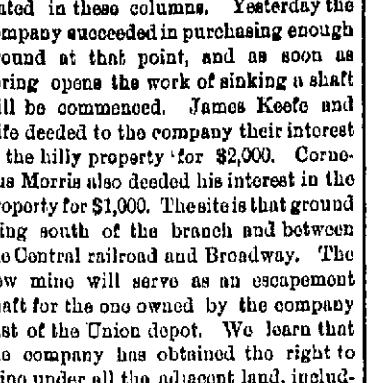 ated in these columns. Yesterday the
ompany succeeded in purchasing enough
round at that point, and as soon as
pring opens the work of sinking a shaft
ill be commenced. James Keefe and
ife deeded to the company their interest
the hilly property for $2,000. Corne-
us Morris also deeded his interest in the
roperty for $1,000. The site is that ground
ing south of the branch and between
e Central railroad and Broadway. The
ew mine will serve as an escapement
haft for the one owned by the company
st of the Union depot. We learn that
e company has obtained the right to
ine under all the adjacent land, includ-